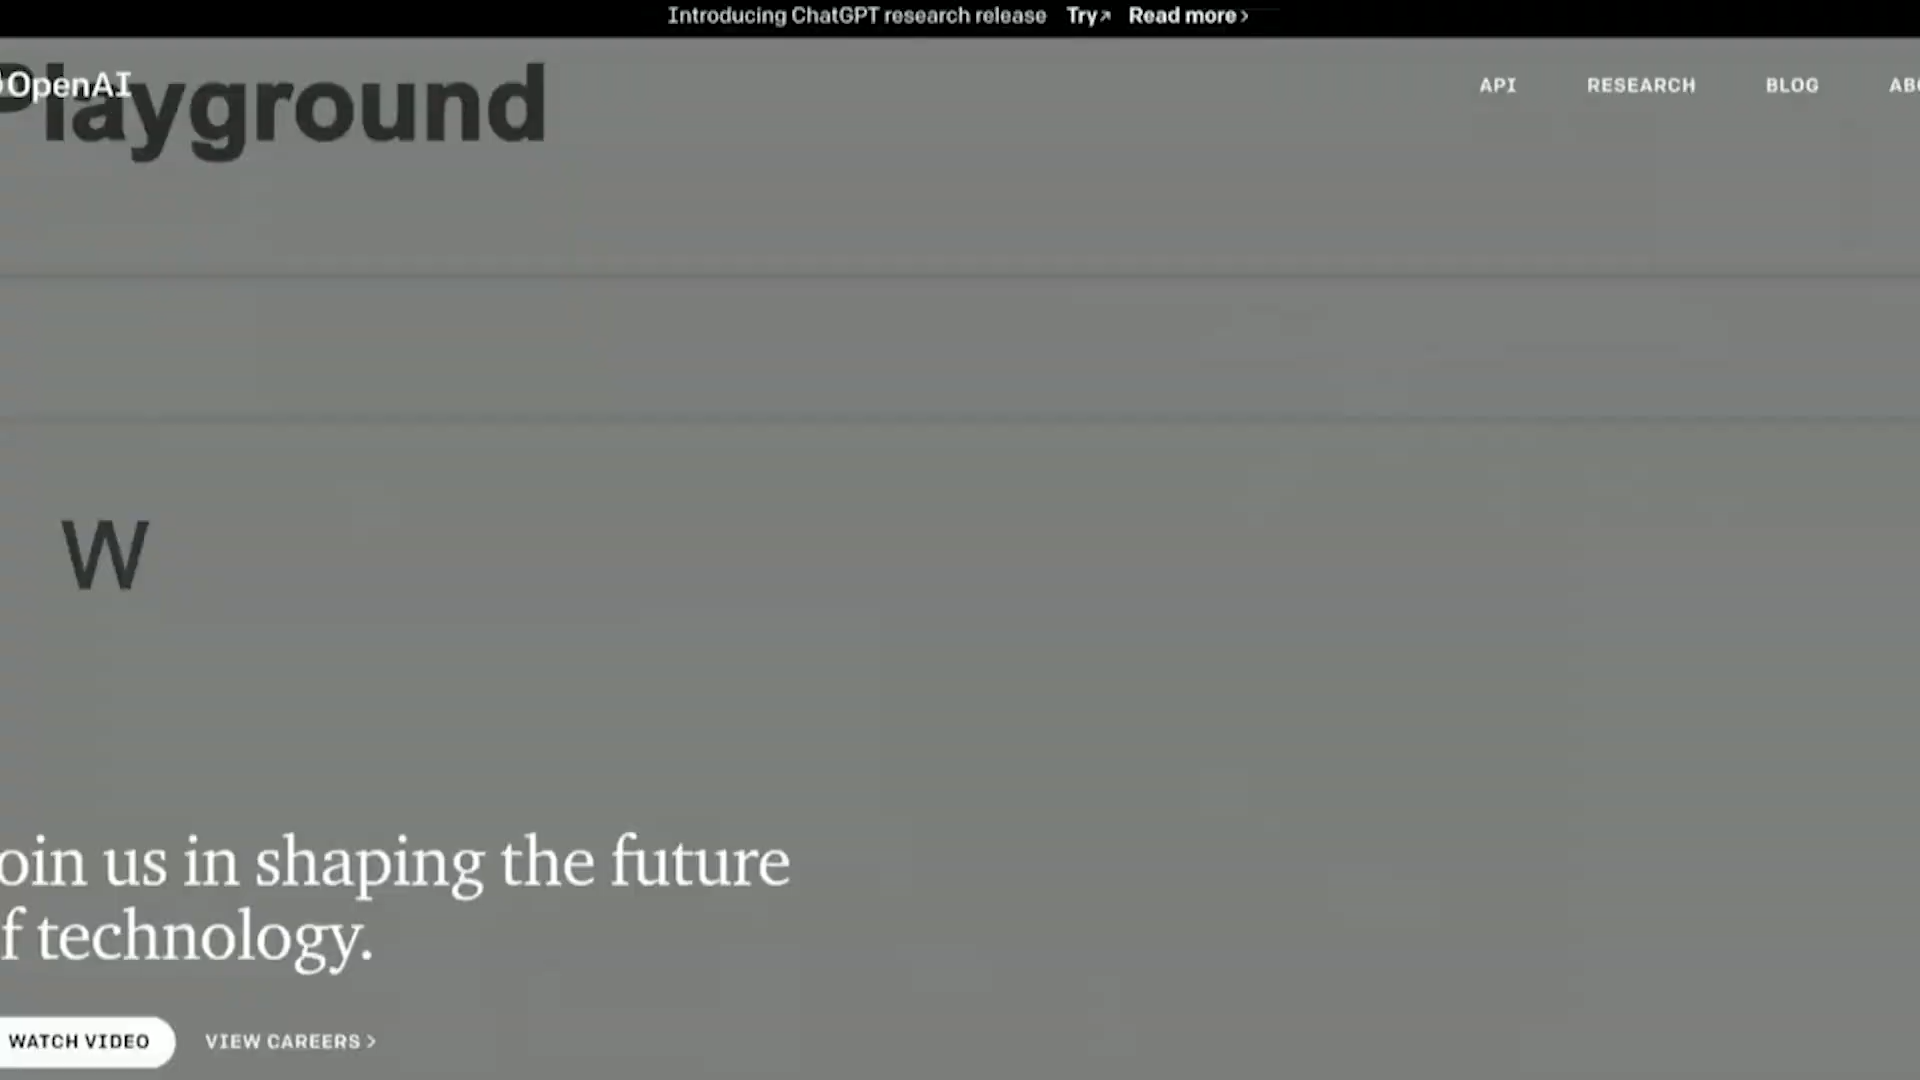 Introducing ChatGPT research release Try↗ Read more ›
OpenAI API RESEARCH BLOG
Playground
W
oin us in shaping the future
f technology.
WATCH VIDEO VIEW CAREERS ›